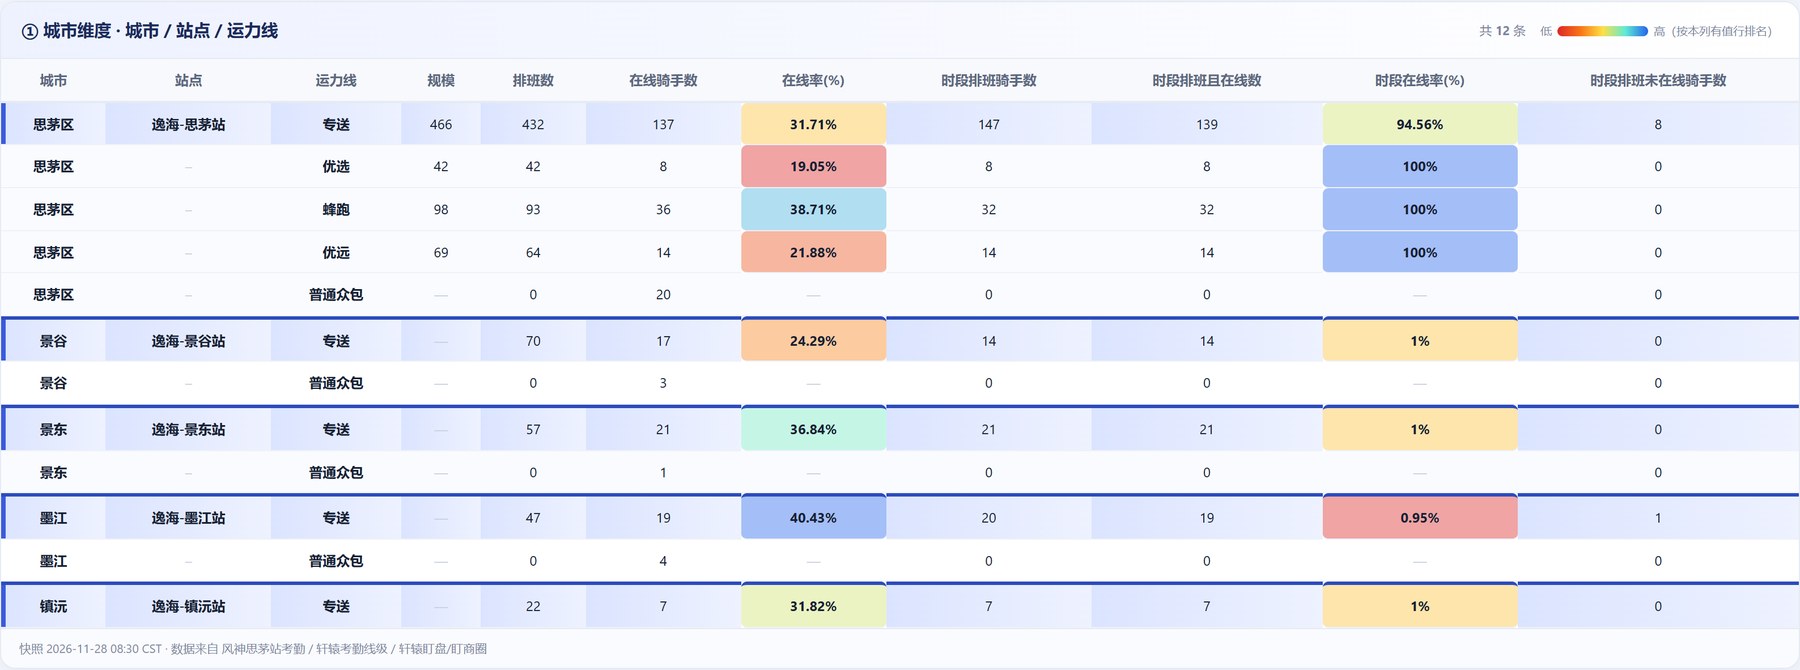 ① 城市维度 · 城市 / 站点 / 运力线
共 12 条 低 高 (按本列有值行排名)
城市 站点 运力线 规模 排班数 在线骑手数 在线率(%) 时段排班骑手数 时段排班且在线数 时段在线率(%) 时段排班未在线骑手数
思茅区 逸海-思茅站 专送 466 432 137 31.71% 147 139 94.56% 8
思茅区 – 优选 42 42 8 19.05% 8 8 100% 0
思茅区 – 蜂跑 98 93 36 38.71% 32 32 100% 0
思茅区 – 优远 69 64 14 21.88% 14 14 100% 0
思茅区 – 普通众包 — 0 20 — 0 0 — 0
景谷 逸海-景谷站 专送 — 70 17 24.29% 14 14 1% 0
景谷 – 普通众包 — 0 3 — 0 0 — 0
景东 逸海-景东站 专送 — 57 21 36.84% 21 21 1% 0
景东 – 普通众包 — 0 1 — 0 0 — 0
墨江 逸海-墨江站 专送 — 47 19 40.43% 20 19 0.95% 1
墨江 – 普通众包 — 0 4 — 0 0 — 0
镇沅 逸海-镇沅站 专送 — 22 7 31.82% 7 7 1% 0
快照 2026-11-28 08:30 CST · 数据来自 风神思茅站考勤 / 轩辕考勤线级 / 轩辕盯盘/盯商圈